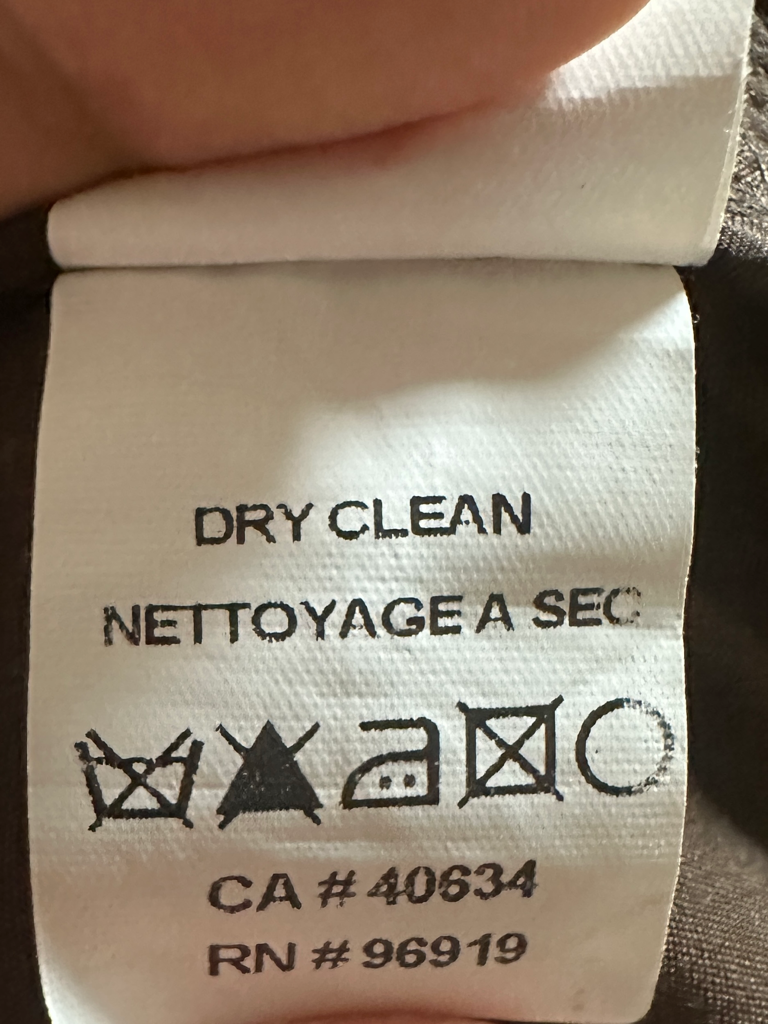 DRY CLEAN
NETTOYAGE A SEC
CA # 40634
RN # 96919